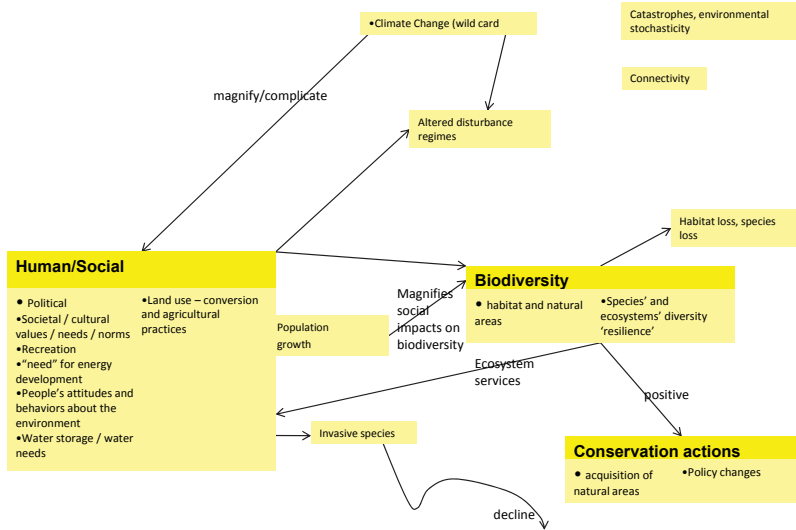 •Climate Change (wild card
Catastrophes, environmental
stochasticity
Connectivity
magnify/complicate
Altered disturbance
regimes
Habitat loss, species
loss
Human/Social
• Political
•Societal / cultural
values / needs / norms
•Recreation
•“need” for energy
development
•People’s attitudes and
behaviors about the
environment
•Water storage / water
needs
•Land use – conversion
and agricultural
practices
Population
growth
Magnifies
social
impacts on
biodiversity
Biodiversity
• habitat and natural
areas
•Species’ and
ecosystems’ diversity
‘resilience’
Ecosystem
services
positive
Invasive species
Conservation actions
• acquisition of
natural areas
•Policy changes
decline